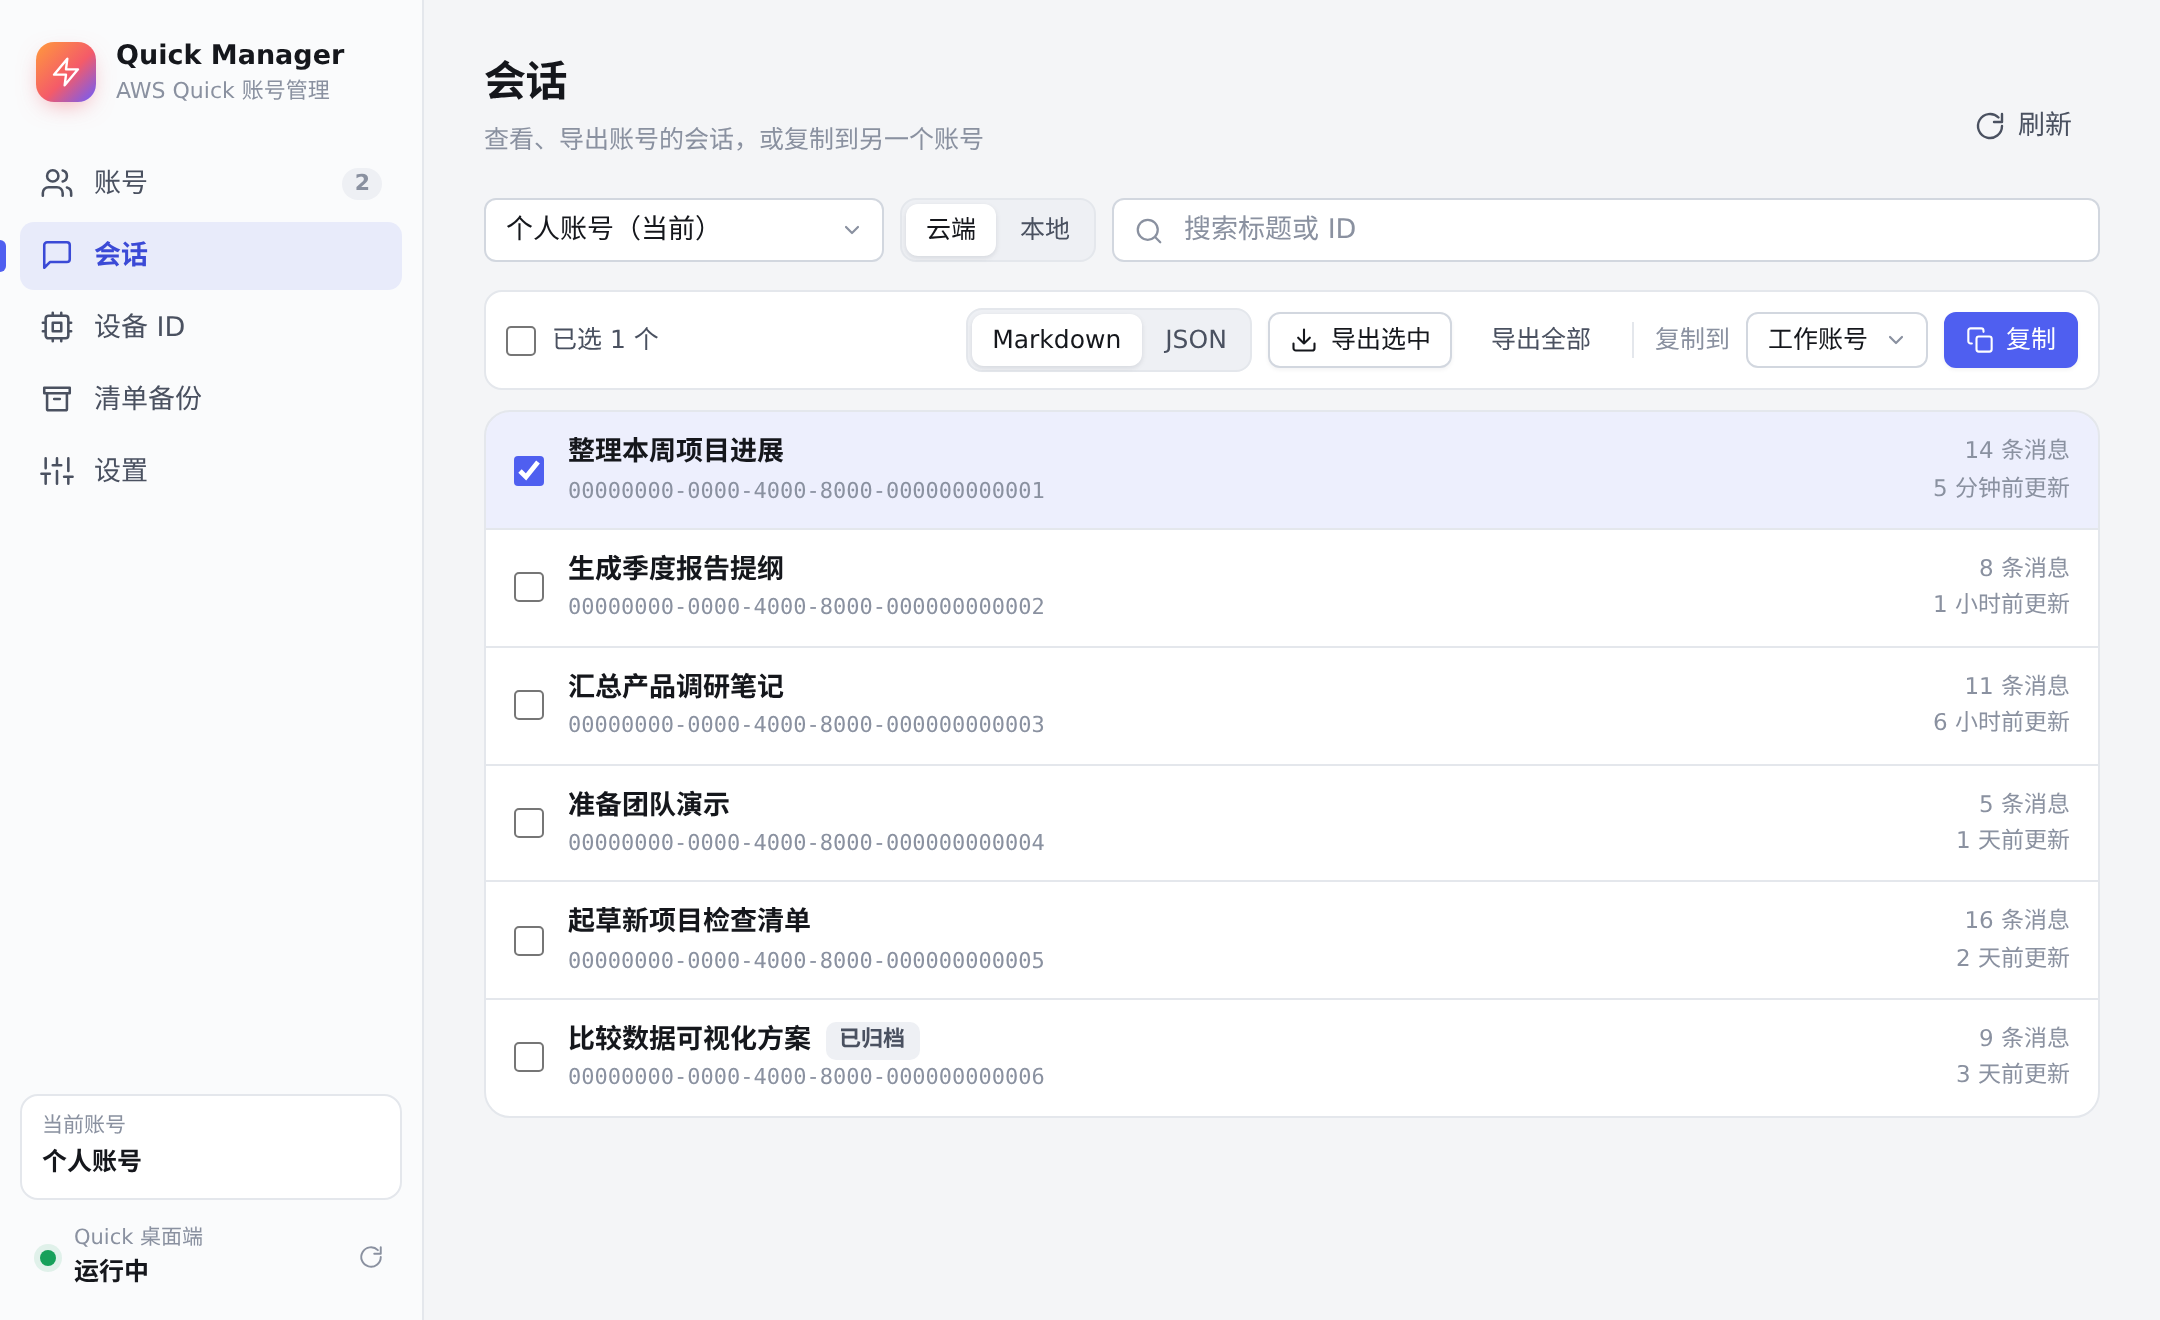 Quick Manager
AWS Quick 账号管理
账号 2
会话
设备 ID
清单备份
设置
当前账号
个人账号
Quick 桌面端
运行中
会话
查看、导出账号的会话，或复制到另一个账号
刷新
个人账号（当前） 云端 本地 搜索标题或 ID
已选 1 个 Markdown JSON 导出选中 导出全部 复制到 工作账号 复制
整理本周项目进展 14 条消息
00000000-0000-4000-8000-000000000001 5 分钟前更新
生成季度报告提纲 8 条消息
00000000-0000-4000-8000-000000000002 1 小时前更新
汇总产品调研笔记 11 条消息
00000000-0000-4000-8000-000000000003 6 小时前更新
准备团队演示 5 条消息
00000000-0000-4000-8000-000000000004 1 天前更新
起草新项目检查清单 16 条消息
00000000-0000-4000-8000-000000000005 2 天前更新
比较数据可视化方案 已归档 9 条消息
00000000-0000-4000-8000-000000000006 3 天前更新